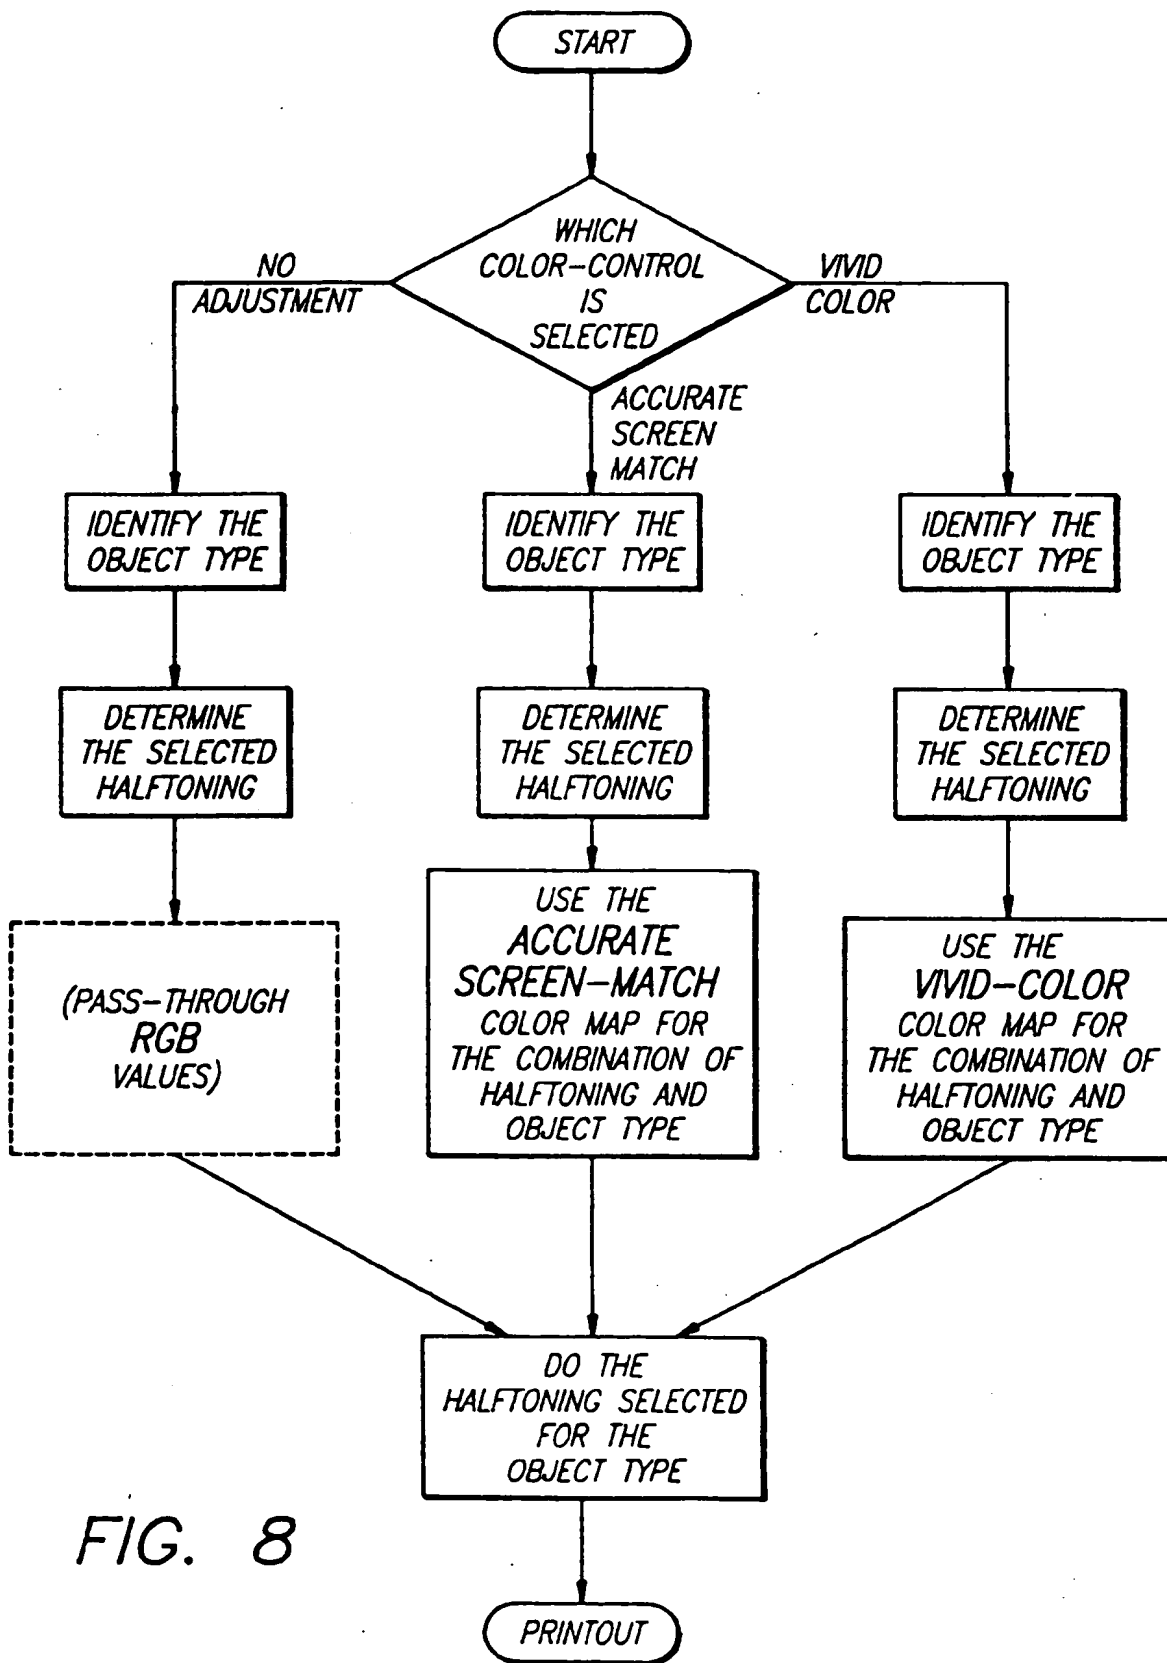 START
WHICH
COLOR-CONTROL
IS
SELECTED
NO
ADJUSTMENT
VIVID
COLOR
ACCURATE
SCREEN
MATCH
IDENTIFY THE
OBJECT TYPE
IDENTIFY THE
OBJECT TYPE
IDENTIFY THE
OBJECT TYPE
DETERMINE
THE SELECTED
HALFTONING
DETERMINE
THE SELECTED
HALFTONING
DETERMINE
THE SELECTED
HALFTONING
(PASS-THROUGH
RGB
VALUES)
USE THE
ACCURATE
SCREEN-MATCH
COLOR MAP FOR
THE COMBINATION OF
HALFTONING AND
OBJECT TYPE
USE THE
VIVID-COLOR
COLOR MAP FOR
THE COMBINATION OF
HALFTONING AND
OBJECT TYPE
DO THE
HALFTONING SELECTED
FOR THE
OBJECT TYPE
FIG. 8
PRINTOUT